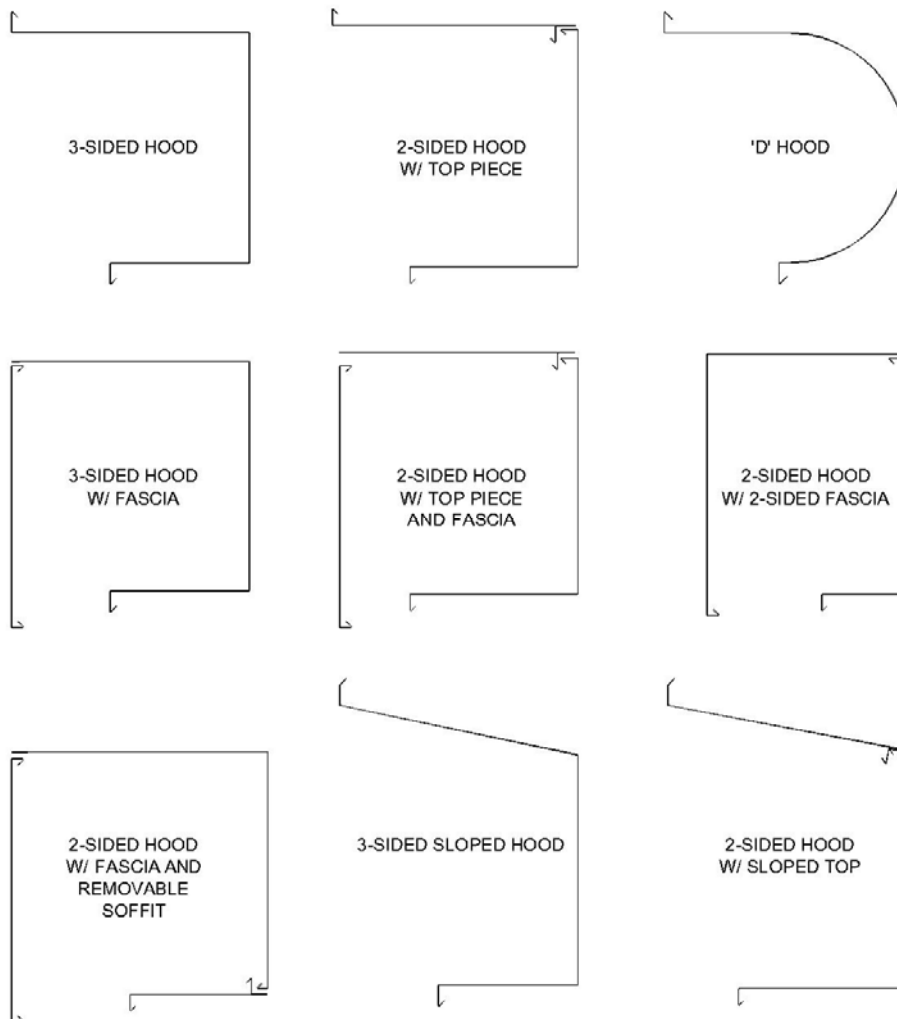 3-SIDED HOOD
2-SIDED HOOD
W/ TOP PIECE
'D' HOOD
3-SIDED HOOD
W/ FASCIA
2-SIDED HOOD
W/ TOP PIECE
AND FASCIA
2-SIDED HOOD
W/ 2-SIDED FASCIA
2-SIDED HOOD
W/ FASCIA AND
REMOVABLE
SOFFIT
3-SIDED SLOPED HOOD
2-SIDED HOOD
W/ SLOPED TOP